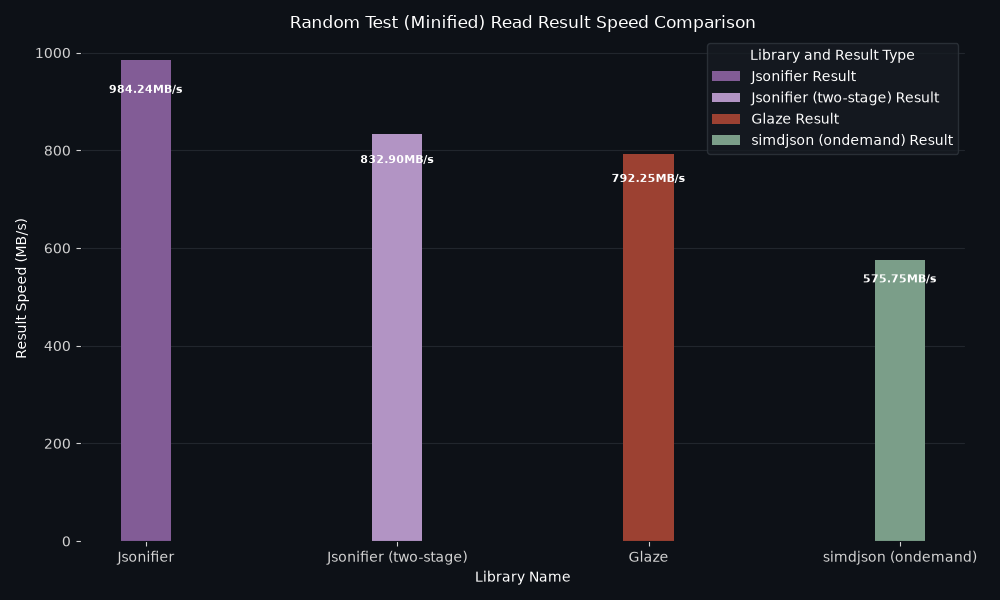 Random Test (Minified) Read Result Speed Comparison
Library and Result Type
Jsonifier Result
Jsonifier (two-stage) Result
Glaze Result
simdjson (ondemand) Result
Result Speed (MB/s)
1000
800
600
400
200
0
984.24MB/s
832.90MB/s
792.25MB/s
575.75MB/s
Jsonifier
Jsonifier (two-stage)
Glaze
simdjson (ondemand)
Library Name